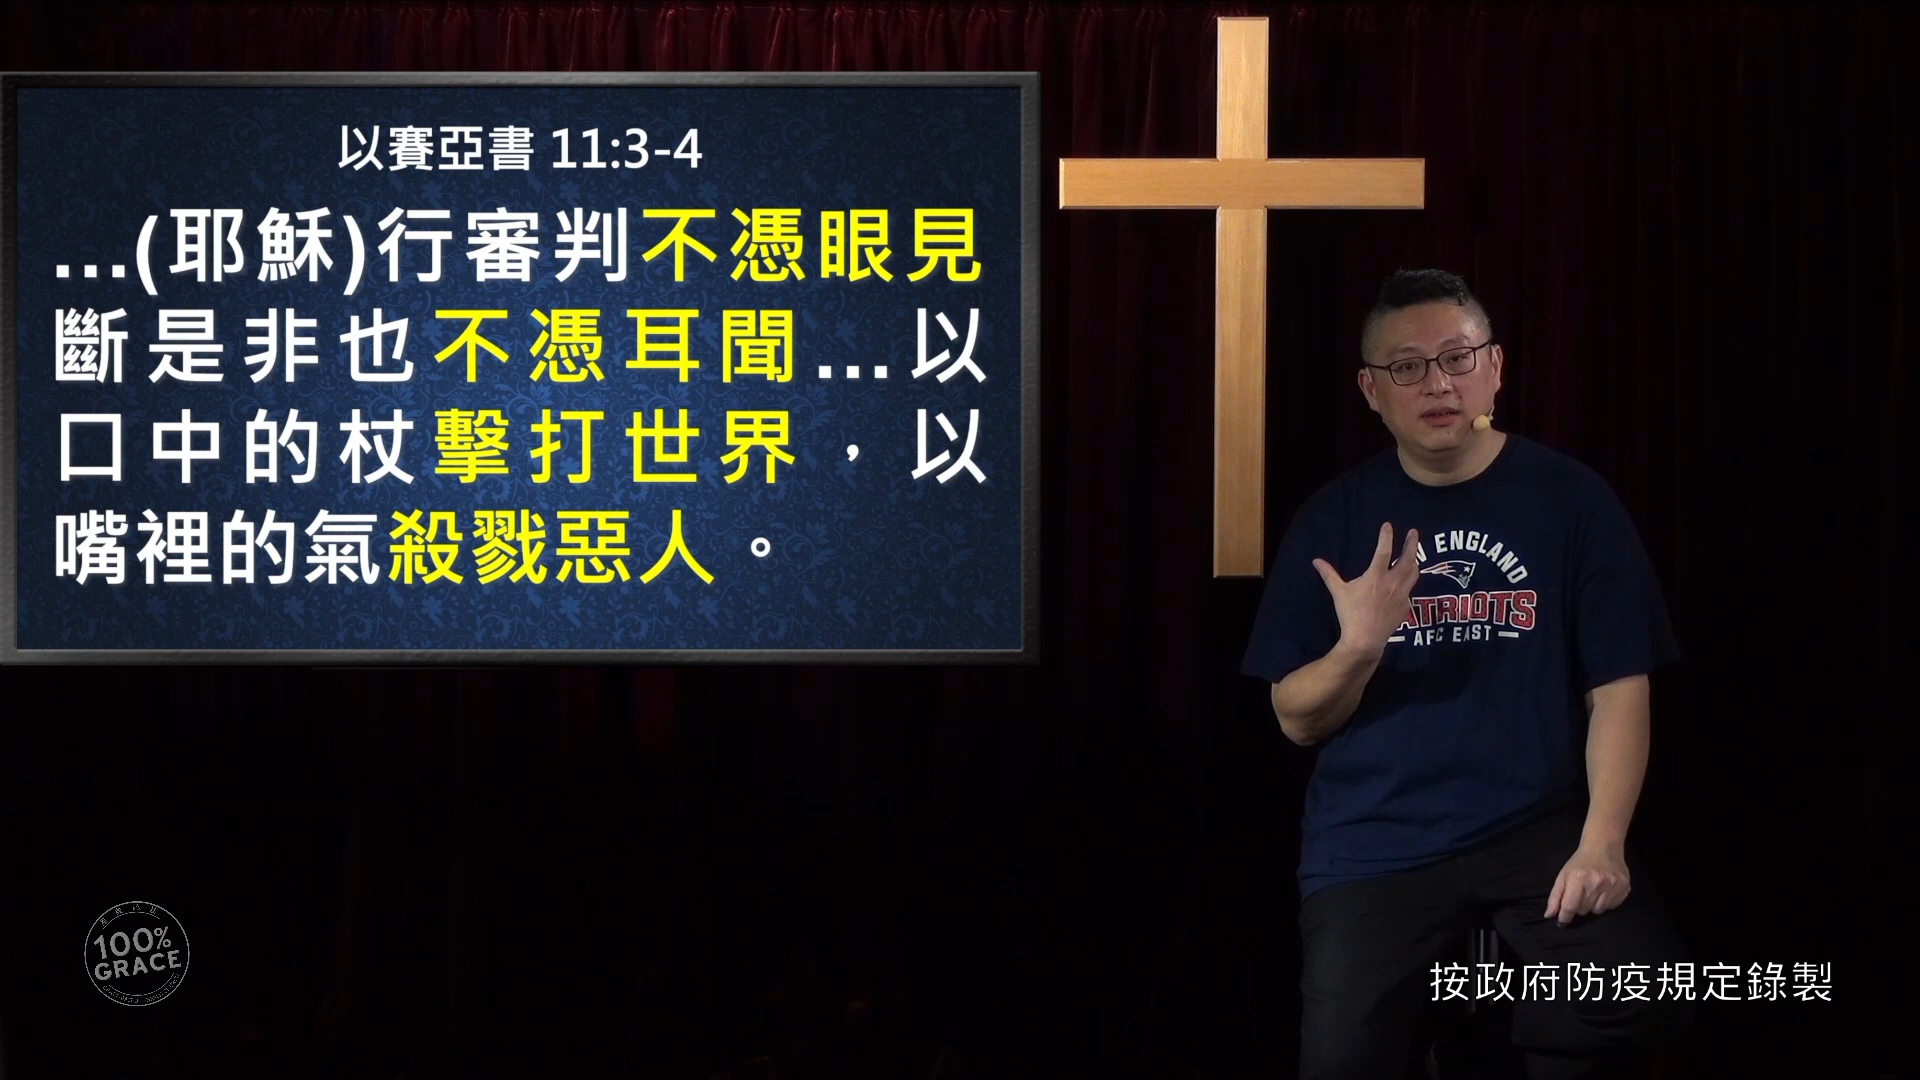 以賽亞書 11:3-4
...(耶穌)行審判不憑眼見
斷是非也不憑耳聞...以
口中的杖擊打世界，以
嘴裡的氣殺戮惡人。
ENGLAND
PATRIOTS
AFC EAST
100%
GRACE
按政府防疫規定錄製